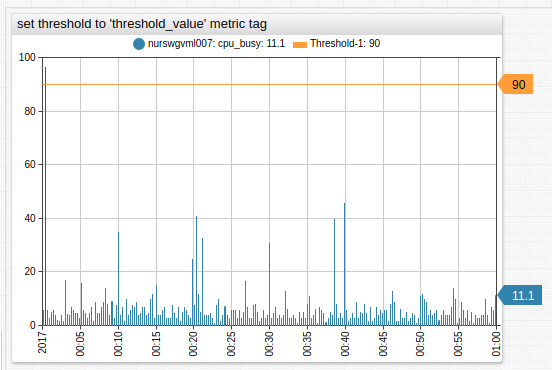 set threshold to 'threshold_value' metric tag
nurswgvml007: cpu_busy: 11.1 Threshold-1: 90
100
90
80
60
40
20
11.1
0
2017 00:05 00:10 00:15 00:20 00:25 00:30 00:35 00:40 00:45 00:50 00:55 01:00